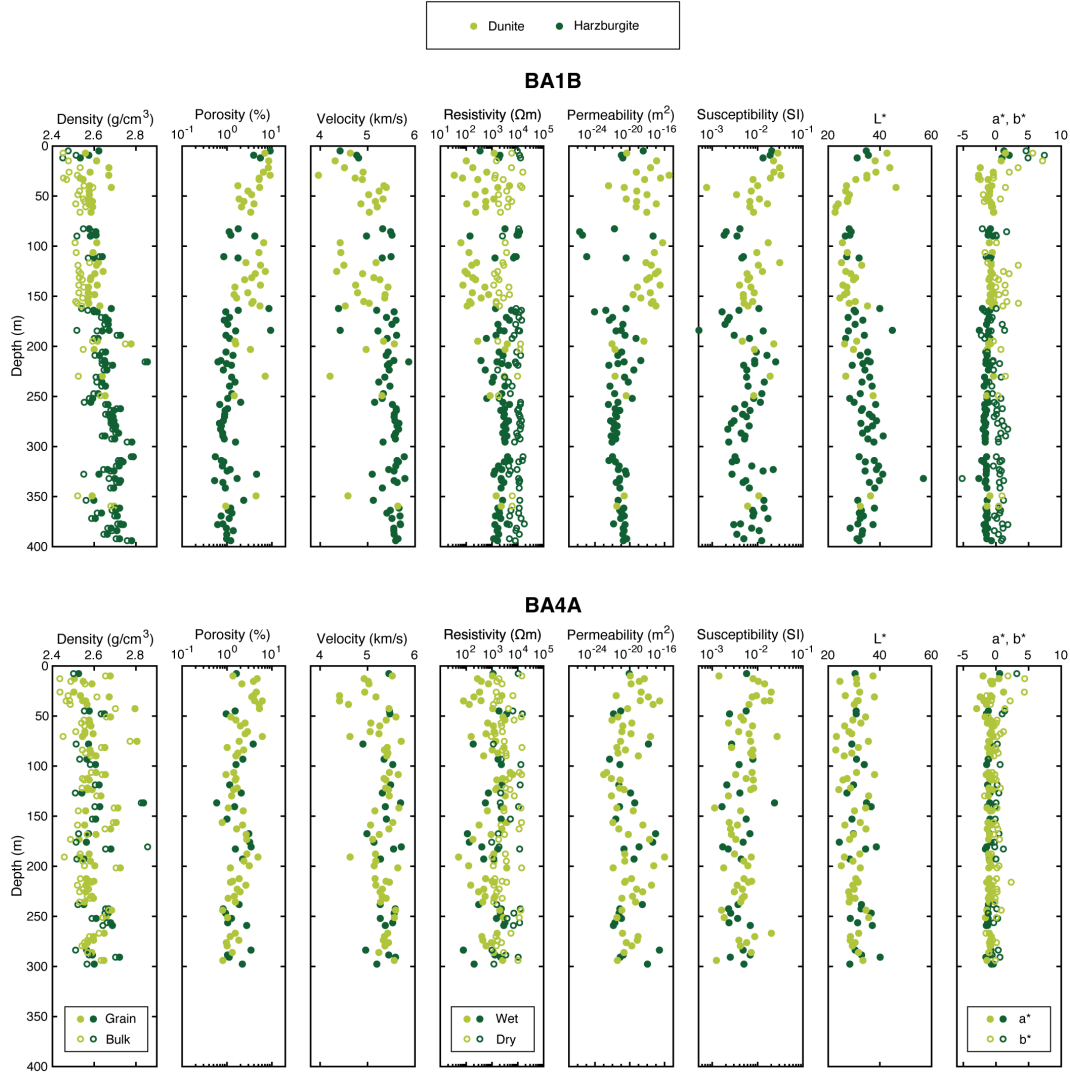 Dunite Harzburgite
BA1B
Density (g/cm³) Porosity (%) Velocity (km/s) Resistivity (Ωm) Permeability (m²) Susceptibility (SI) L* a*, b*
2.4 2.6 2.8 10⁻¹ 10⁰ 10¹ 4 5 6 10¹ 10² 10³ 10⁴ 10⁵ 10⁻²⁴ 10⁻²⁰ 10⁻¹⁶ 10⁻³ 10⁻² 10⁻¹ 20 40 60 -5 0 5 10
0
50
100
150
200
250
300
350
400
Depth (m)
BA4A
Density (g/cm³) Porosity (%) Velocity (km/s) Resistivity (Ωm) Permeability (m²) Susceptibility (SI) L* a*, b*
2.4 2.6 2.8 10⁻¹ 10⁰ 10¹ 4 5 6 10² 10³ 10⁴ 10⁵ 10⁻²⁴ 10⁻²⁰ 10⁻¹⁶ 10⁻³ 10⁻² 10⁻¹ 20 40 60 -5 0 5 10
0
50
100
150
200
250
300
350
400
Depth (m)
Grain
Bulk
Wet
Dry
a*
b*